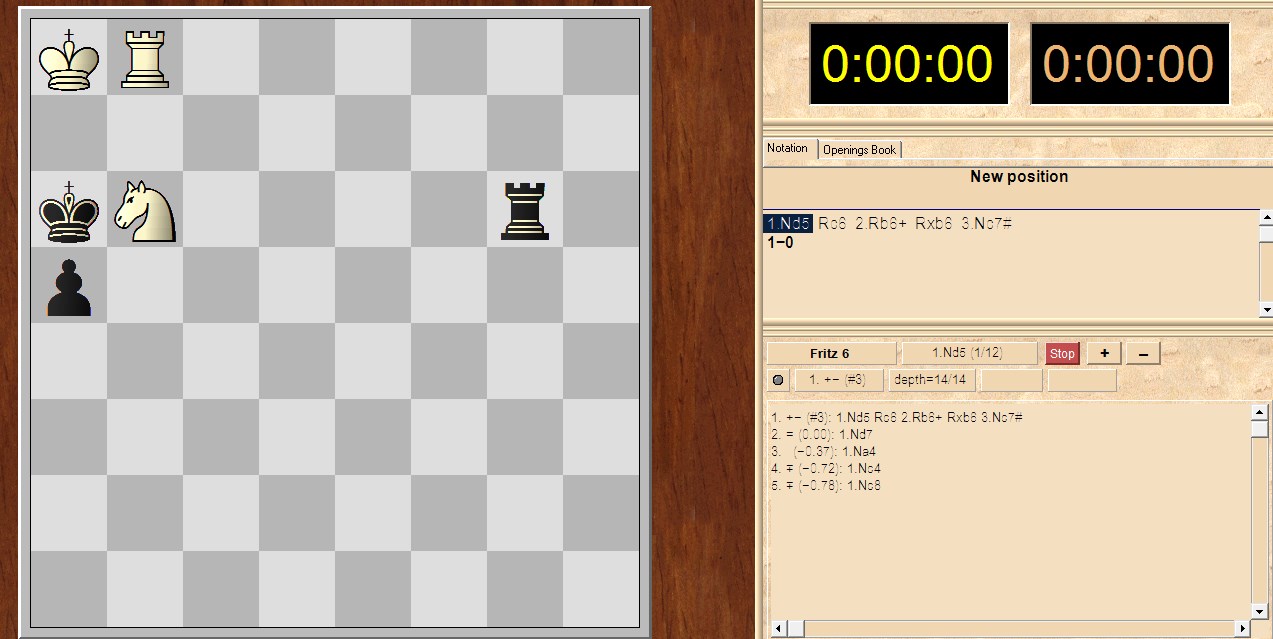 0:00:00 0:00:00
Notation Openings Book
New position
1.Nd5 Rc6 2.Rb6+ Rxb6 3.Nc7#
1-0
Fritz 6 1.Nd5 (1/12) Stop + –
1. +− (#3) depth=14/14
1. +− (#3): 1.Nd5 Rc6 2.Rb6+ Rxb6 3.Nc7#
2. = (0.00): 1.Nd7
3. (−0.37): 1.Na4
4. ∓ (−0.72): 1.Nc4
5. ∓ (−0.78): 1.Nc8